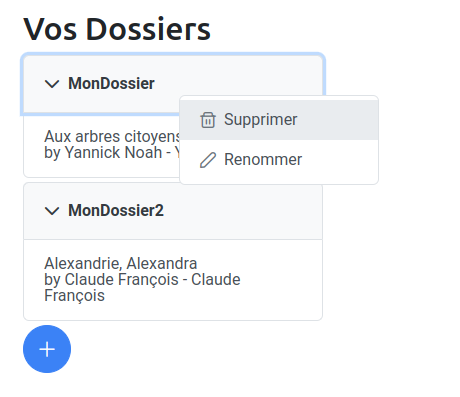 Vos Dossiers
MonDossier
Supprimer
Aux arbres citoyens
by Yannick Noah -
Renommer
MonDossier2
Alexandrie, Alexandra
by Claude François - Claude
François